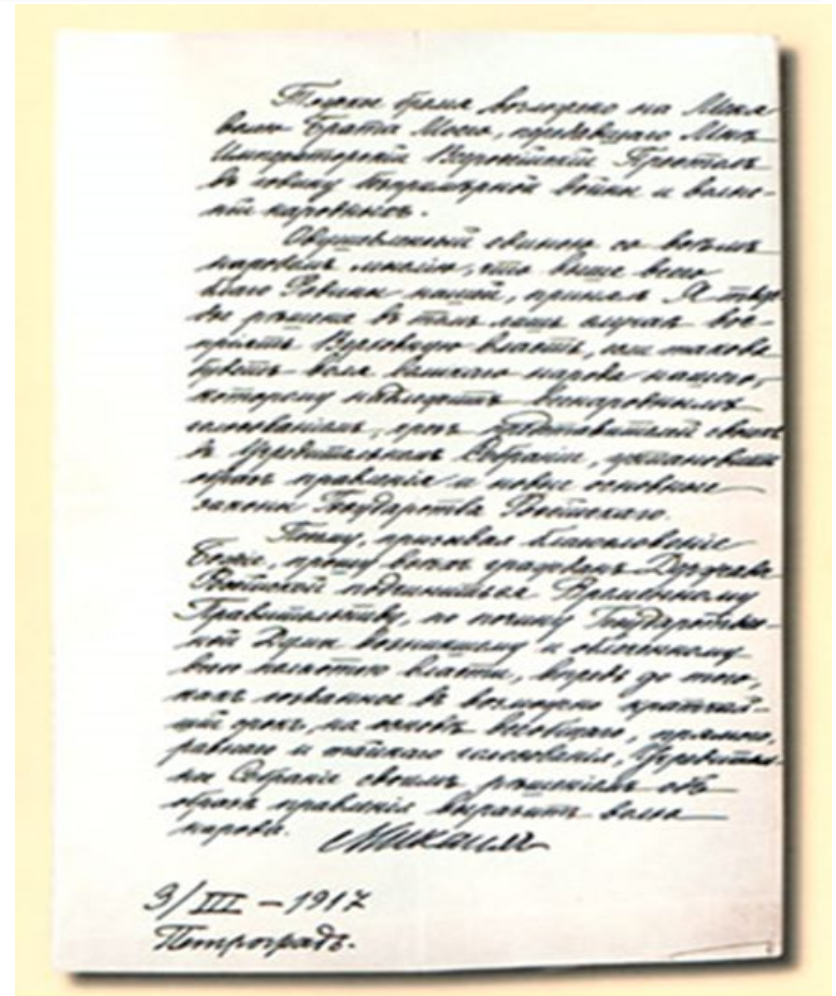 Тяжкое бремя возложено на Меня
волею Брата Моего, передавшаго Мнѣ
Императорскій Всероссійскій Престолъ
въ годину безпримѣрной войны и волне-
ній народныхъ.
Одушевленный единою со всѣмъ
народомъ мыслію, что выше всего
благо Родины нашей, принялъ Я твер-
дое рѣшеніе въ томъ лишь случаѣ вос-
пріять Верховную власть, если такова
будетъ воля великаго народа нашего,
которому надлежитъ всенароднымъ
голосованіемъ, чрезъ представителей своихъ
въ Учредительномъ Собраніи, установить
образъ правленія и новые основные
законы Государства Россійскаго.
Посему, призывая благословеніе
Божіе, прошу всѣхъ гражданъ Державы
Россійской подчиниться Временному
Правительству, по почину Государствен-
ной Думы возникшему и облеченному
всею полнотою власти, впредь до того,
какъ созванное въ возможно кратчай-
шій срокъ, на основѣ всеобщаго, прямого,
равнаго и тайнаго голосованія, Учредитель-
ное Собраніе своимъ рѣшеніемъ объ
образѣ правленія выразитъ волю
народа.
Михаилъ
3/III – 1917
Петроградъ.